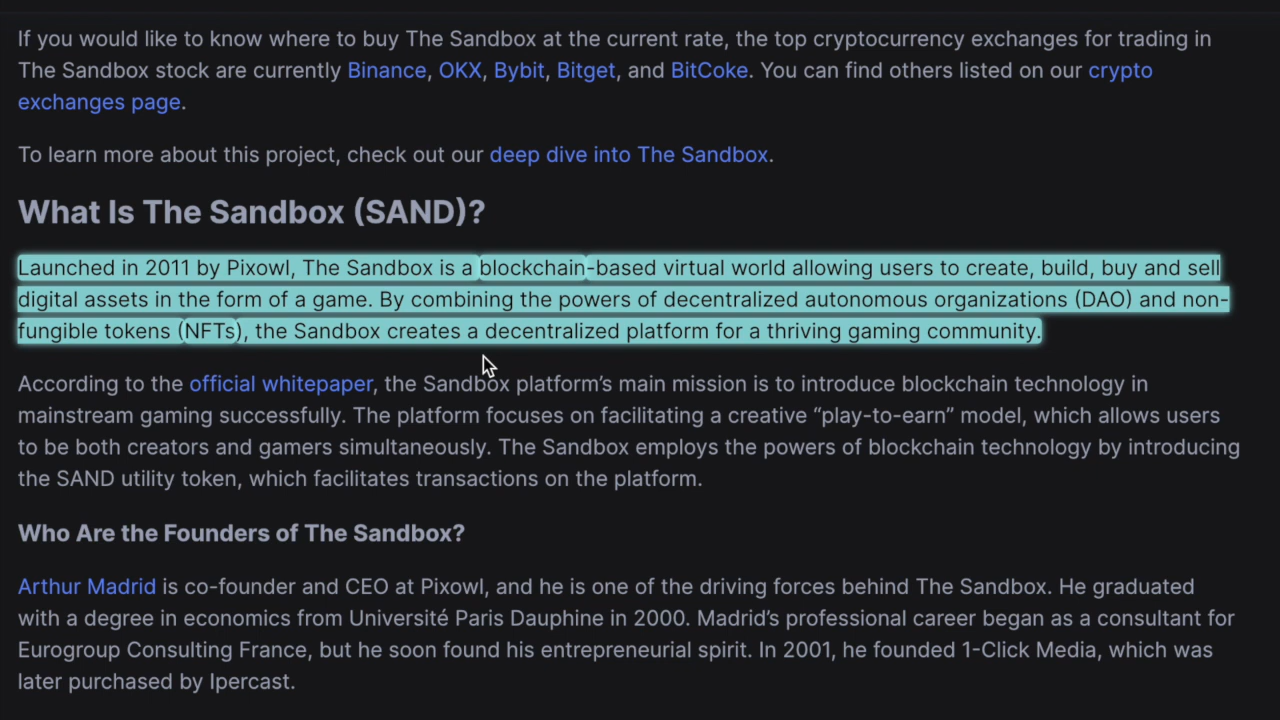 If you would like to know where to buy The Sandbox at the current rate, the top cryptocurrency exchanges for trading in
The Sandbox stock are currently Binance, OKX, Bybit, Bitget, and BitCoke. You can find others listed on our crypto
exchanges page.
To learn more about this project, check out our deep dive into The Sandbox.
What Is The Sandbox (SAND)?
Launched in 2011 by Pixowl, The Sandbox is a blockchain-based virtual world allowing users to create, build, buy and sell
digital assets in the form of a game. By combining the powers of decentralized autonomous organizations (DAO) and non-
fungible tokens (NFTs), the Sandbox creates a decentralized platform for a thriving gaming community.
According to the official whitepaper, the Sandbox platform’s main mission is to introduce blockchain technology in
mainstream gaming successfully. The platform focuses on facilitating a creative “play-to-earn” model, which allows users
to be both creators and gamers simultaneously. The Sandbox employs the powers of blockchain technology by introducing
the SAND utility token, which facilitates transactions on the platform.
Who Are the Founders of The Sandbox?
Arthur Madrid is co-founder and CEO at Pixowl, and he is one of the driving forces behind The Sandbox. He graduated
with a degree in economics from Université Paris Dauphine in 2000. Madrid’s professional career began as a consultant for
Eurogroup Consulting France, but he soon found his entrepreneurial spirit. In 2001, he founded 1-Click Media, which was
later purchased by Ipercast.